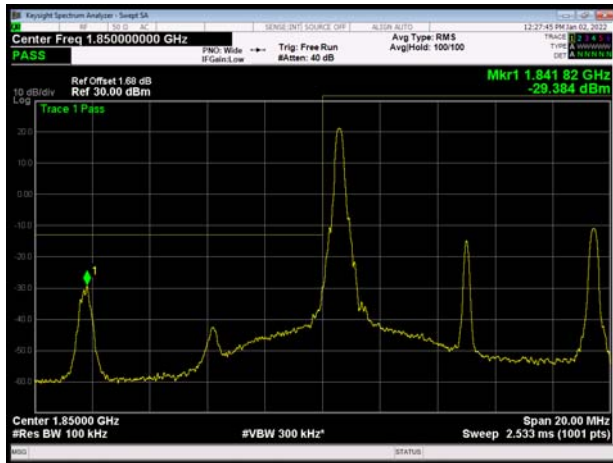 Keysight Spectrum Analyzer - Swept SA
RF 50 Ω AC SENSE:INT SOURCE OFF ALIGN AUTO 12:27:45 PM Jan 02, 2022
Center Freq 1.850000000 GHz
PASS
PNO: Wide
IFGain:Low
Trig: Free Run
#Atten: 40 dB
Avg Type: RMS
Avg|Hold: 100/100
TRACE 1 2 3 4 5
TYPE A
DET A N N N N N
Mkr1 1.841 82 GHz
-29.384 dBm
Ref Offset 1.68 dB
10 dB/div Ref 30.00 dBm
Log
Trace 1 Pass
20.0
10.0
0.00
-10.0
-20.0
-30.0
-40.0
-50.0
-60.0
1
Center 1.85000 GHz Span 20.00 MHz
#Res BW 100 kHz #VBW 300 kHz* Sweep 2.533 ms (1001 pts)
MSG STATUS